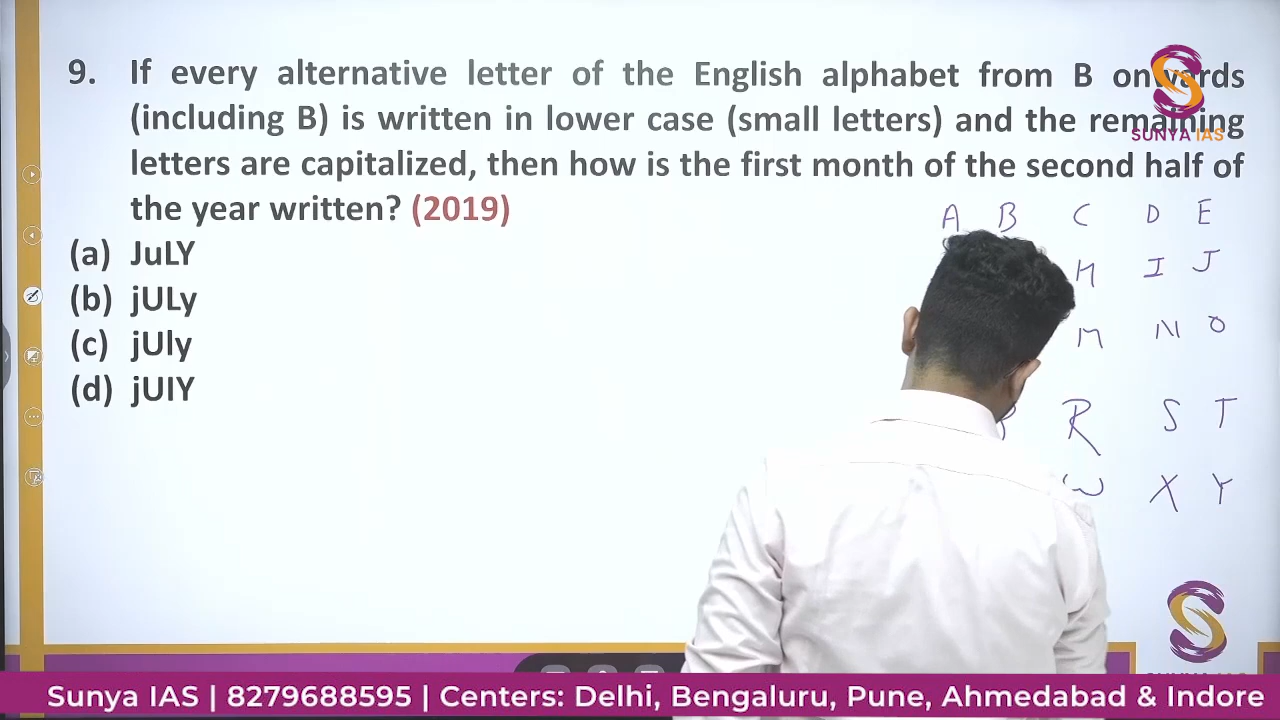 9. If every alternative letter of the English alphabet from B onwards
(including B) is written in lower case (small letters) and the remaining
letters are capitalized, then how is the first month of the second half of
the year written? (2019)
(a) JuLY
(b) jULy
(c) jUly
(d) jUlY
SUNYA IAS
A B C D E
H I J
M N O
R S T
W X Y
Sunya IAS | 8279688595 | Centers: Delhi, Bengaluru, Pune, Ahmedabad & Indore